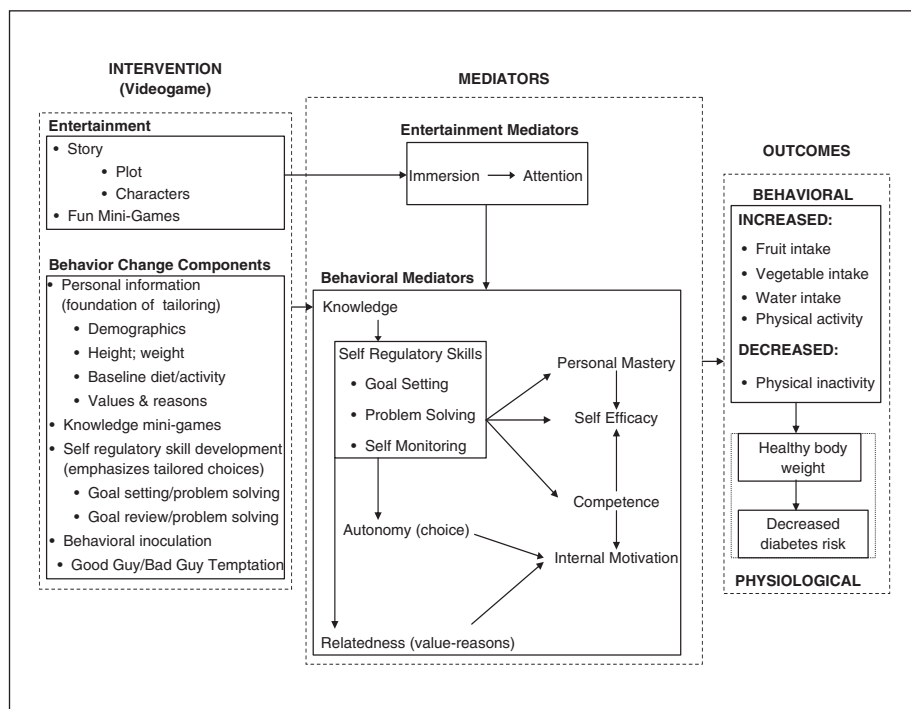 INTERVENTION
(Videogame)
Entertainment
• Story
• Plot
• Characters
• Fun Mini-Games
Behavior Change Components
• Personal information
(foundation of tailoring)
• Demographics
• Height; weight
• Baseline diet/activity
• Values & reasons
• Knowledge mini-games
• Self regulatory skill development
(emphasizes tailored choices)
• Goal setting/problem solving
• Goal review/problem solving
• Behavioral inoculation
• Good Guy/Bad Guy Temptation
MEDIATORS
Entertainment Mediators
Immersion
Attention
Behavioral Mediators
Knowledge
Self Regulatory Skills
• Goal Setting
• Problem Solving
• Self Monitoring
Personal Mastery
Self Efficacy
Competence
Autonomy (choice)
Internal Motivation
Relatedness (value-reasons)
OUTCOMES
BEHAVIORAL
INCREASED:
• Fruit intake
• Vegetable intake
• Water intake
• Physical activity
DECREASED:
• Physical inactivity
Healthy body
weight
Decreased
diabetes risk
PHYSIOLOGICAL